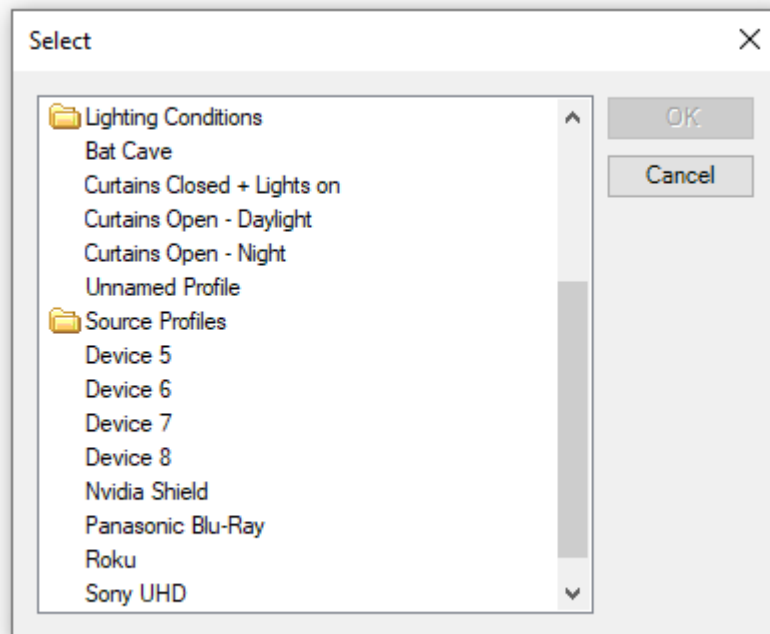 Select
Lighting Conditions
Bat Cave
Curtains Closed + Lights on
Curtains Open - Daylight
Curtains Open - Night
Unnamed Profile
Source Profiles
Device 5
Device 6
Device 7
Device 8
Nvidia Shield
Panasonic Blu-Ray
Roku
Sony UHD
OK
Cancel